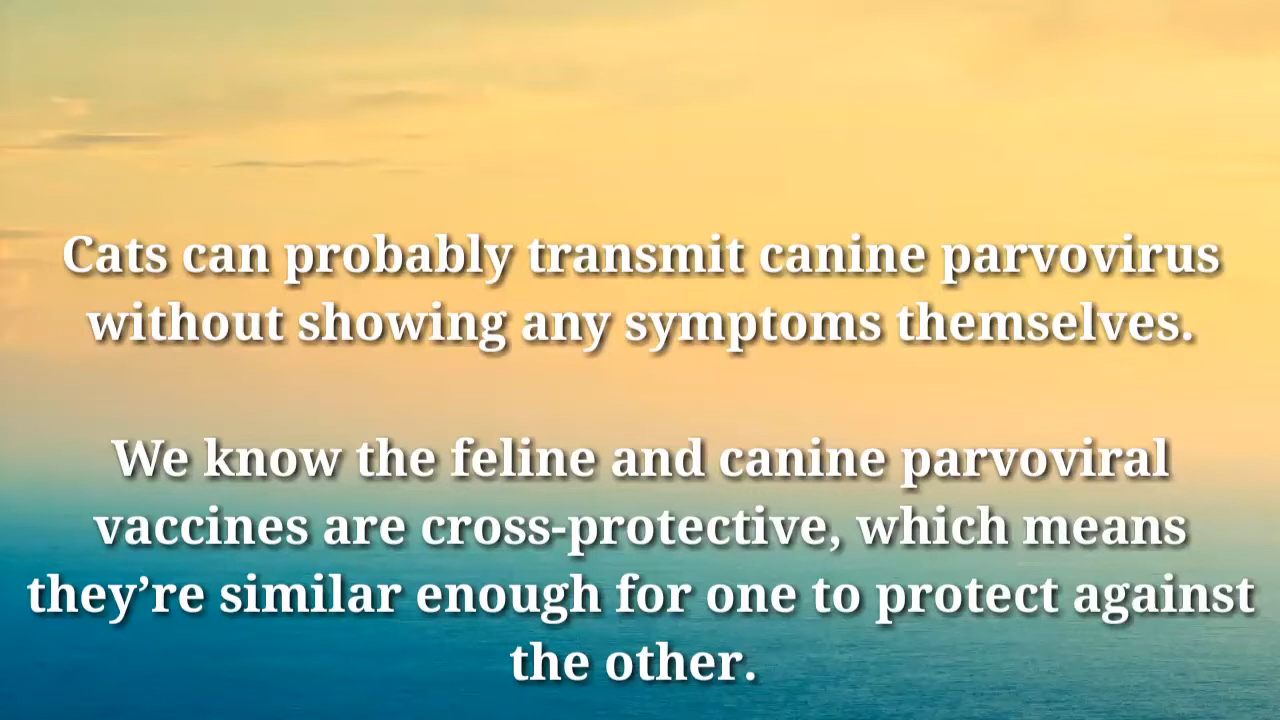 Cats can probably transmit canine parvovirus
without showing any symptoms themselves.
We know the feline and canine parvoviral
vaccines are cross-protective, which means
they’re similar enough for one to protect against
the other.